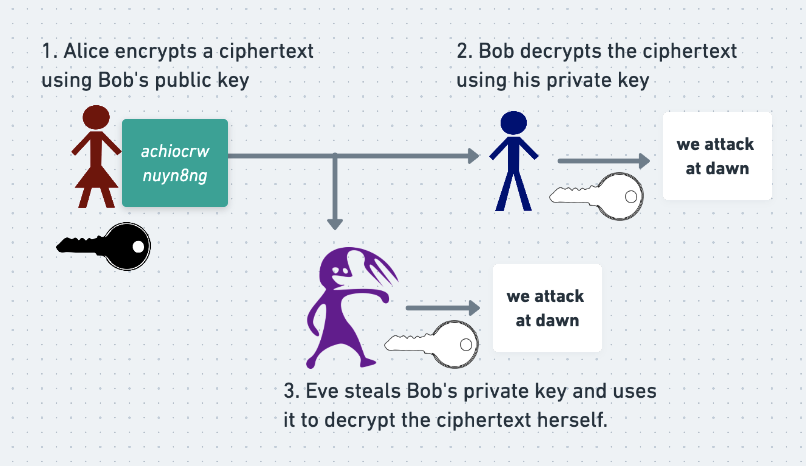 1. Alice encrypts a ciphertext
using Bob's public key
2. Bob decrypts the ciphertext
using his private key
achiocrw
nuyn8ng
we attack
at dawn
we attack
at dawn
3. Eve steals Bob's private key and uses
it to decrypt the ciphertext herself.